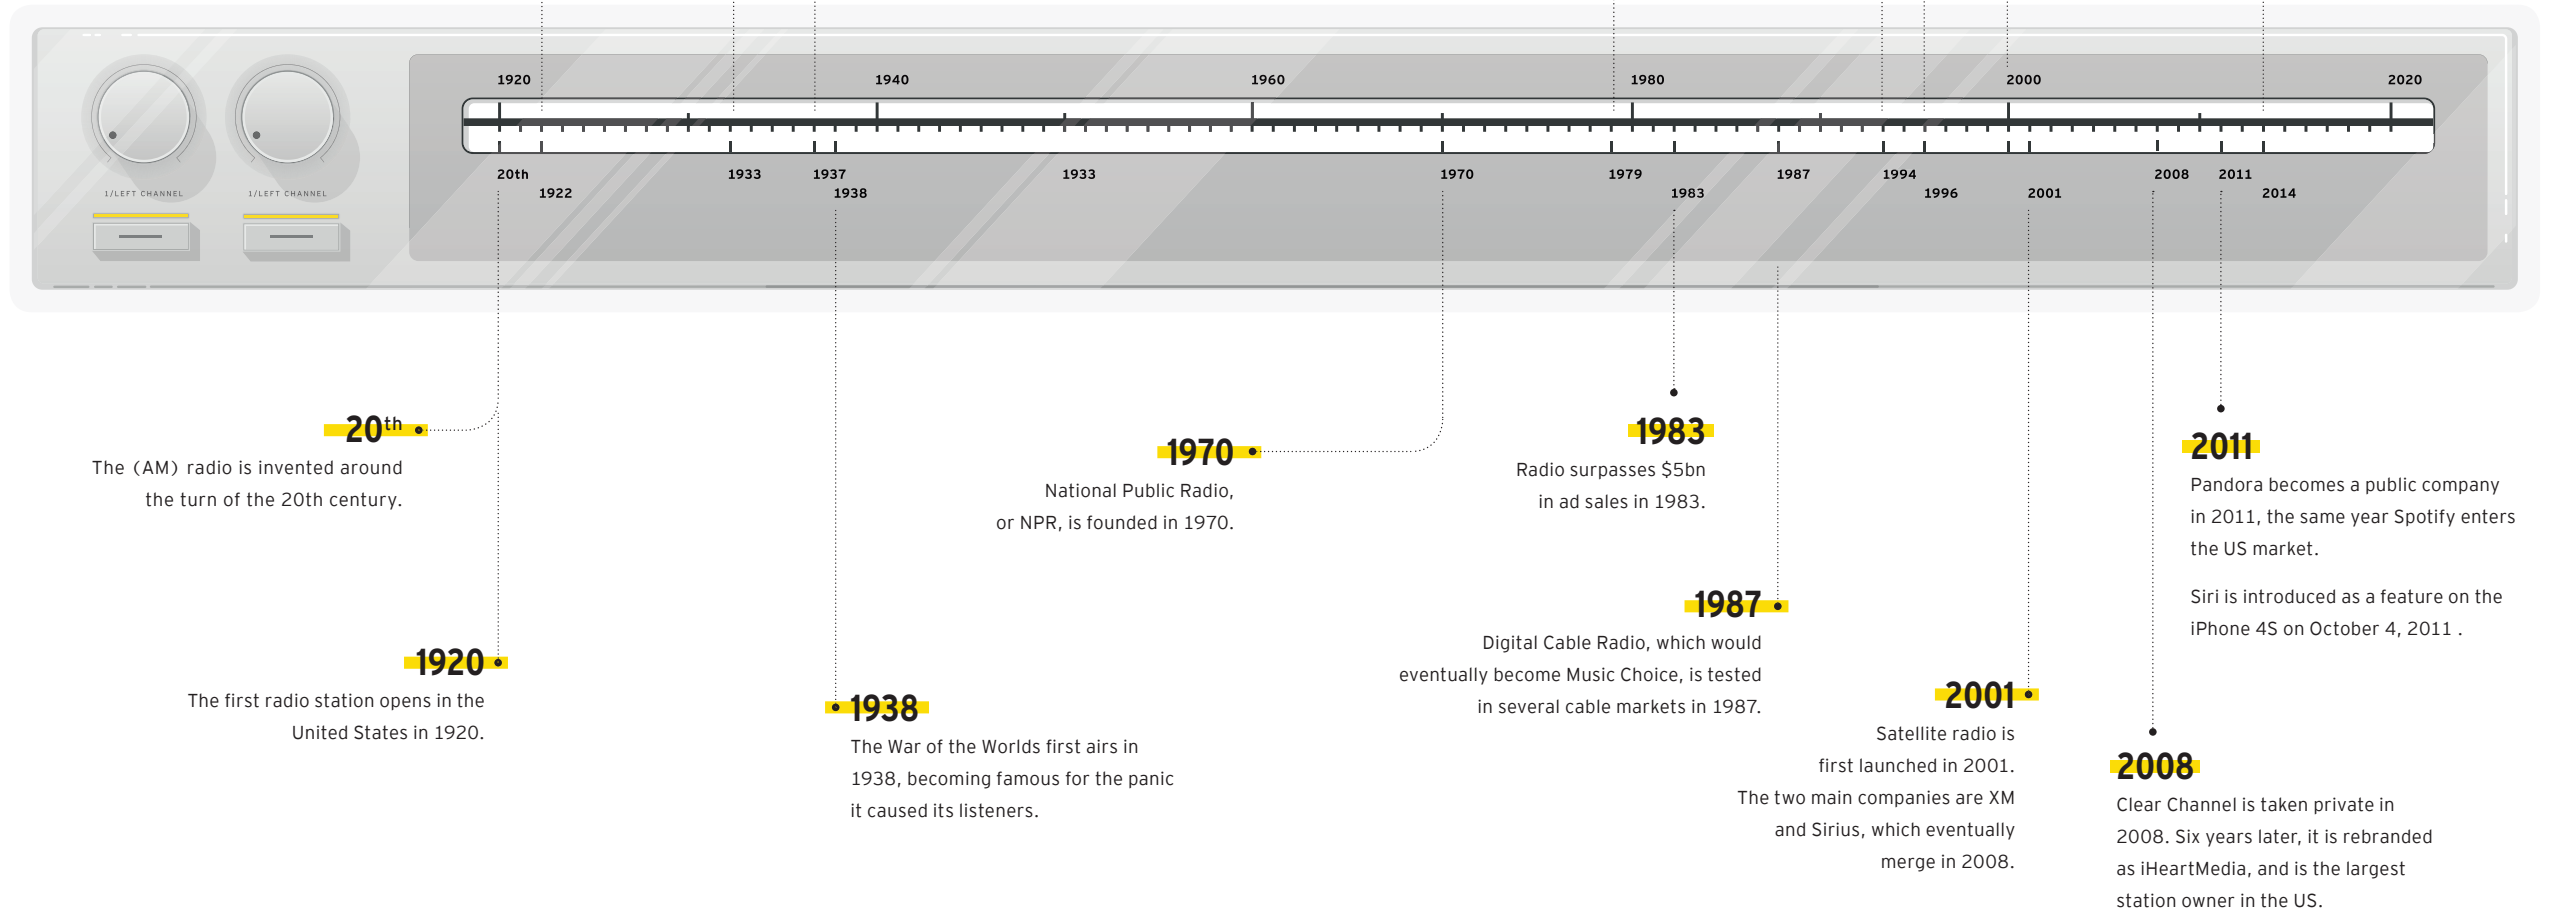 1920
1940
1960
1980
2000
2020
20th
1933
1937
1933
1970
1979
1987
1994
2008
2011
1922
1938
1983
1996
2001
2014
1/LEFT CHANNEL
1/LEFT CHANNEL
20th
The (AM) radio is invented around
the turn of the 20th century.
1920
The first radio station opens in the
United States in 1920.
1938
The War of the Worlds first airs in
1938, becoming famous for the panic
it caused its listeners.
1970
National Public Radio,
or NPR, is founded in 1970.
1983
Radio surpasses $5bn
in ad sales in 1983.
1987
Digital Cable Radio, which would
eventually become Music Choice, is tested
in several cable markets in 1987.
2001
Satellite radio is
first launched in 2001.
The two main companies are XM
and Sirius, which eventually
merge in 2008.
2008
Clear Channel is taken private in
2008. Six years later, it is rebranded
as iHeartMedia, and is the largest
station owner in the US.
2011
Pandora becomes a public company
in 2011, the same year Spotify enters
the US market.
Siri is introduced as a feature on the
iPhone 4S on October 4, 2011 .